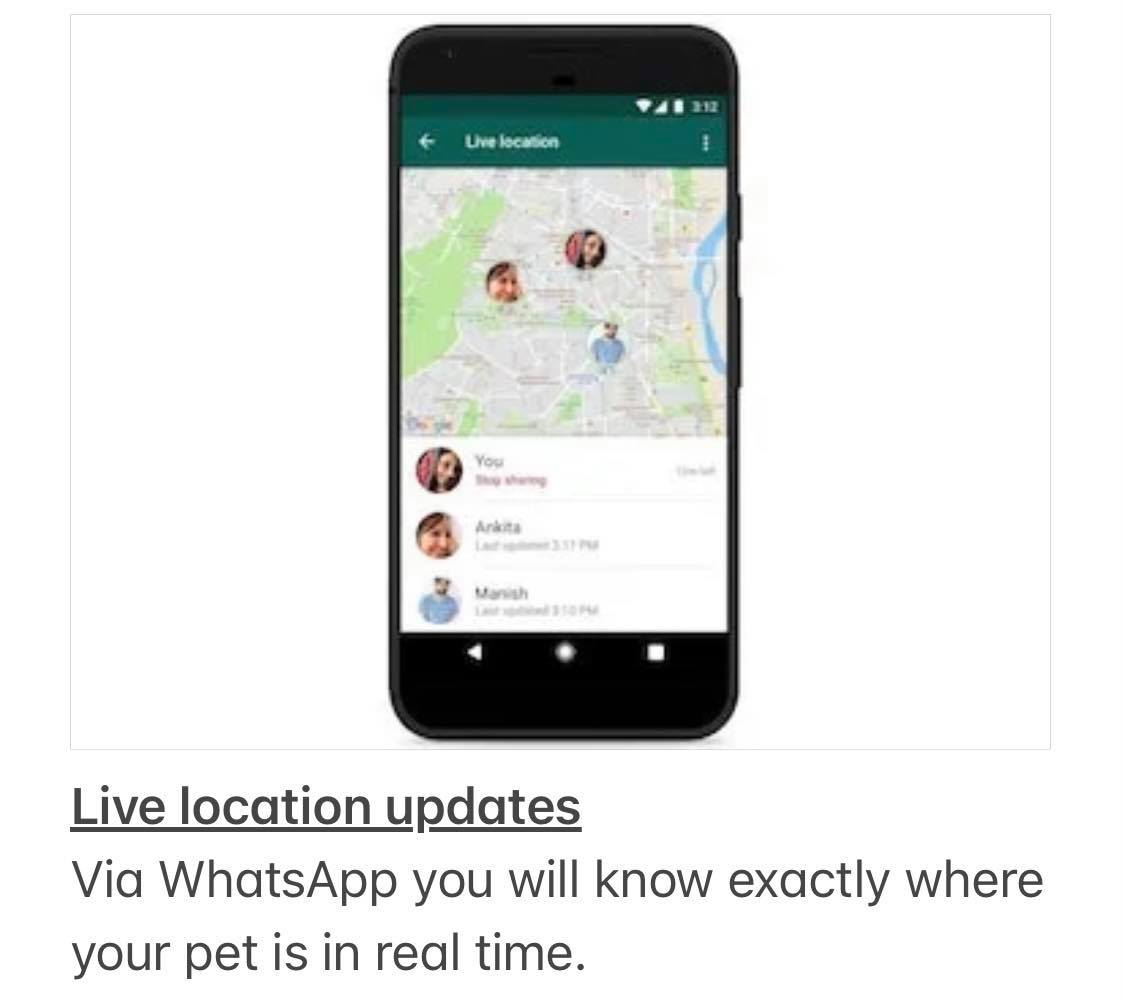 3:12
Live location
Google
You
Stop sharing
Ankita
Last updated 3:11 PM
Manish
Last updated 3:10 PM
Live location updates
Via WhatsApp you will know exactly where
your pet is in real time.